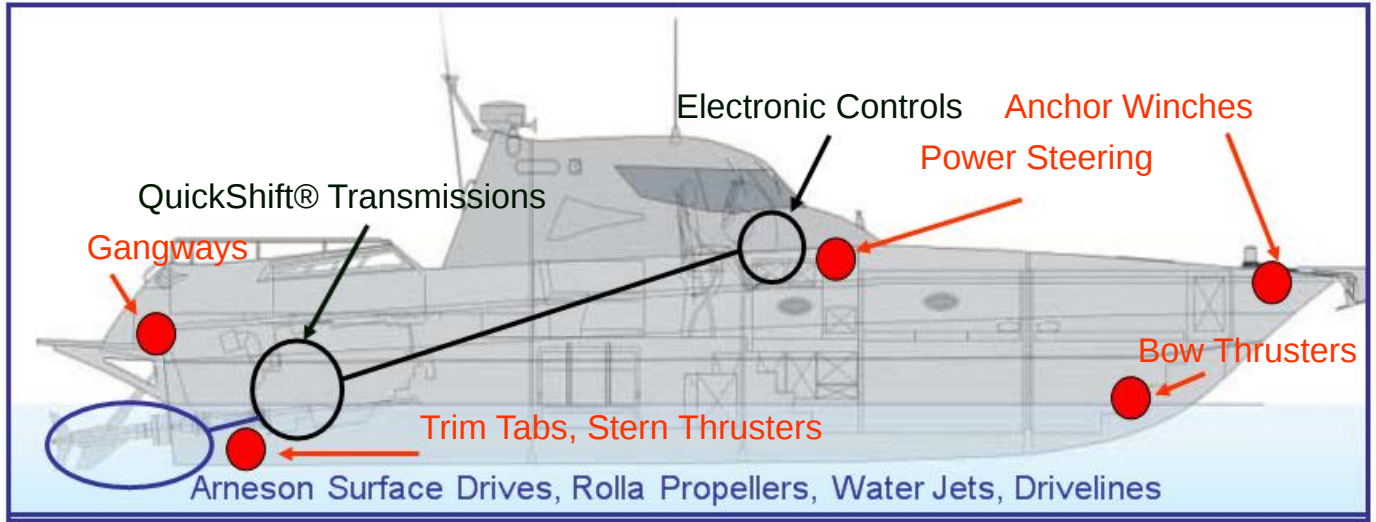 Electronic Controls
Anchor Winches
Power Steering
QuickShift® Transmissions
Gangways
Bow Thrusters
Trim Tabs, Stern Thrusters
Arneson Surface Drives, Rolla Propellers, Water Jets, Drivelines